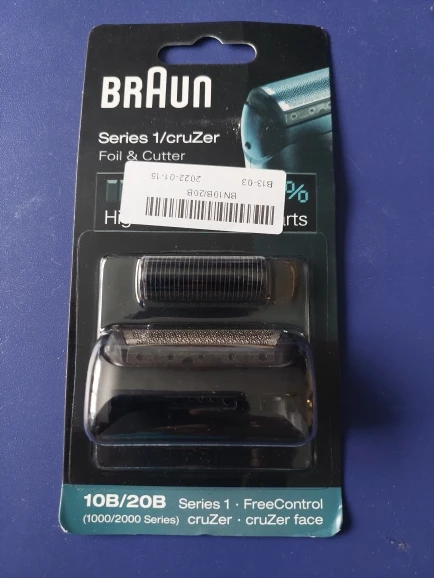 BRAUN
Series 1/cruZer
Foil & Cutter
B13-03
2022-01-15
BN10B/20B
%
10B/20B Series 1 · FreeControl
(1000/2000 Series) cruZer · cruZer face